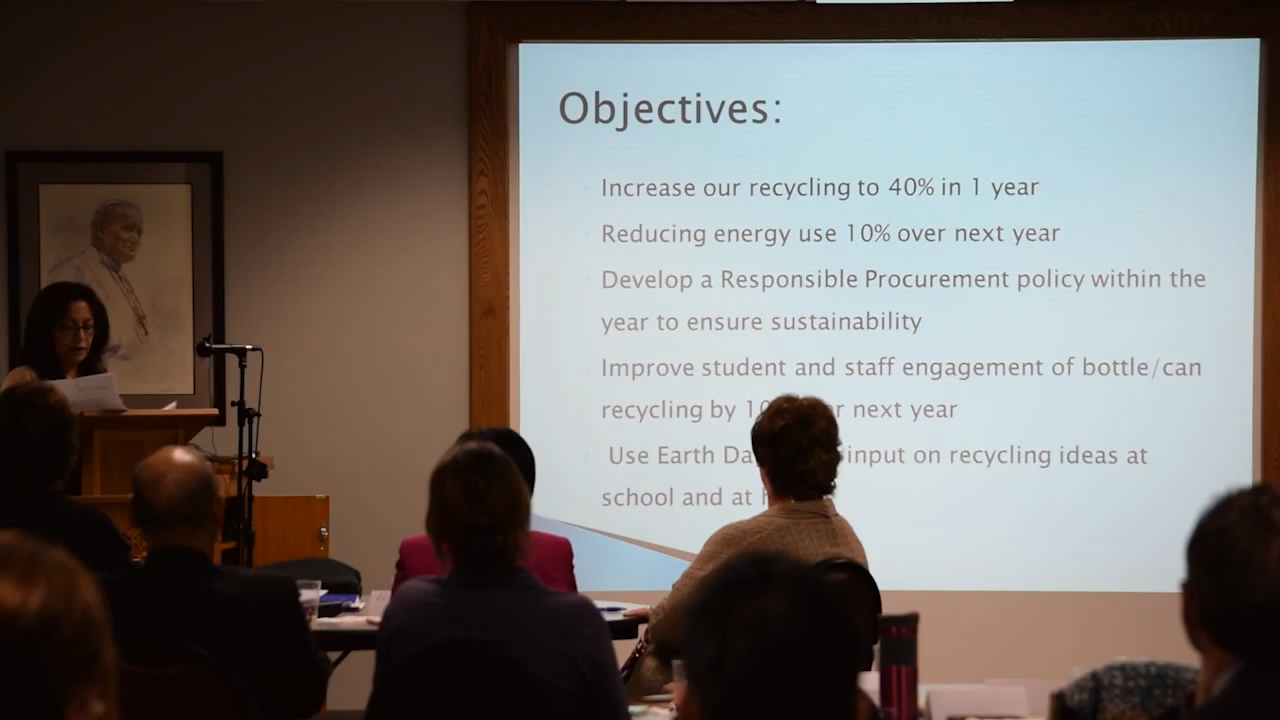 Objectives:
Increase our recycling to 40% in 1 year
Reducing energy use 10% over next year
Develop a Responsible Procurement policy within the
year to ensure sustainability
Improve student and staff engagement of bottle/can
recycling by next year
Use Earth input on recycling ideas at
school and at